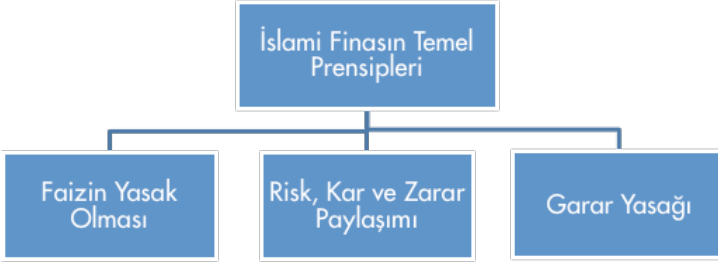 İslami Finasın Temel
Prensipleri
Faizin Yasak
Olması
Risk, Kar ve Zarar
Paylaşımı
Garar Yasağı